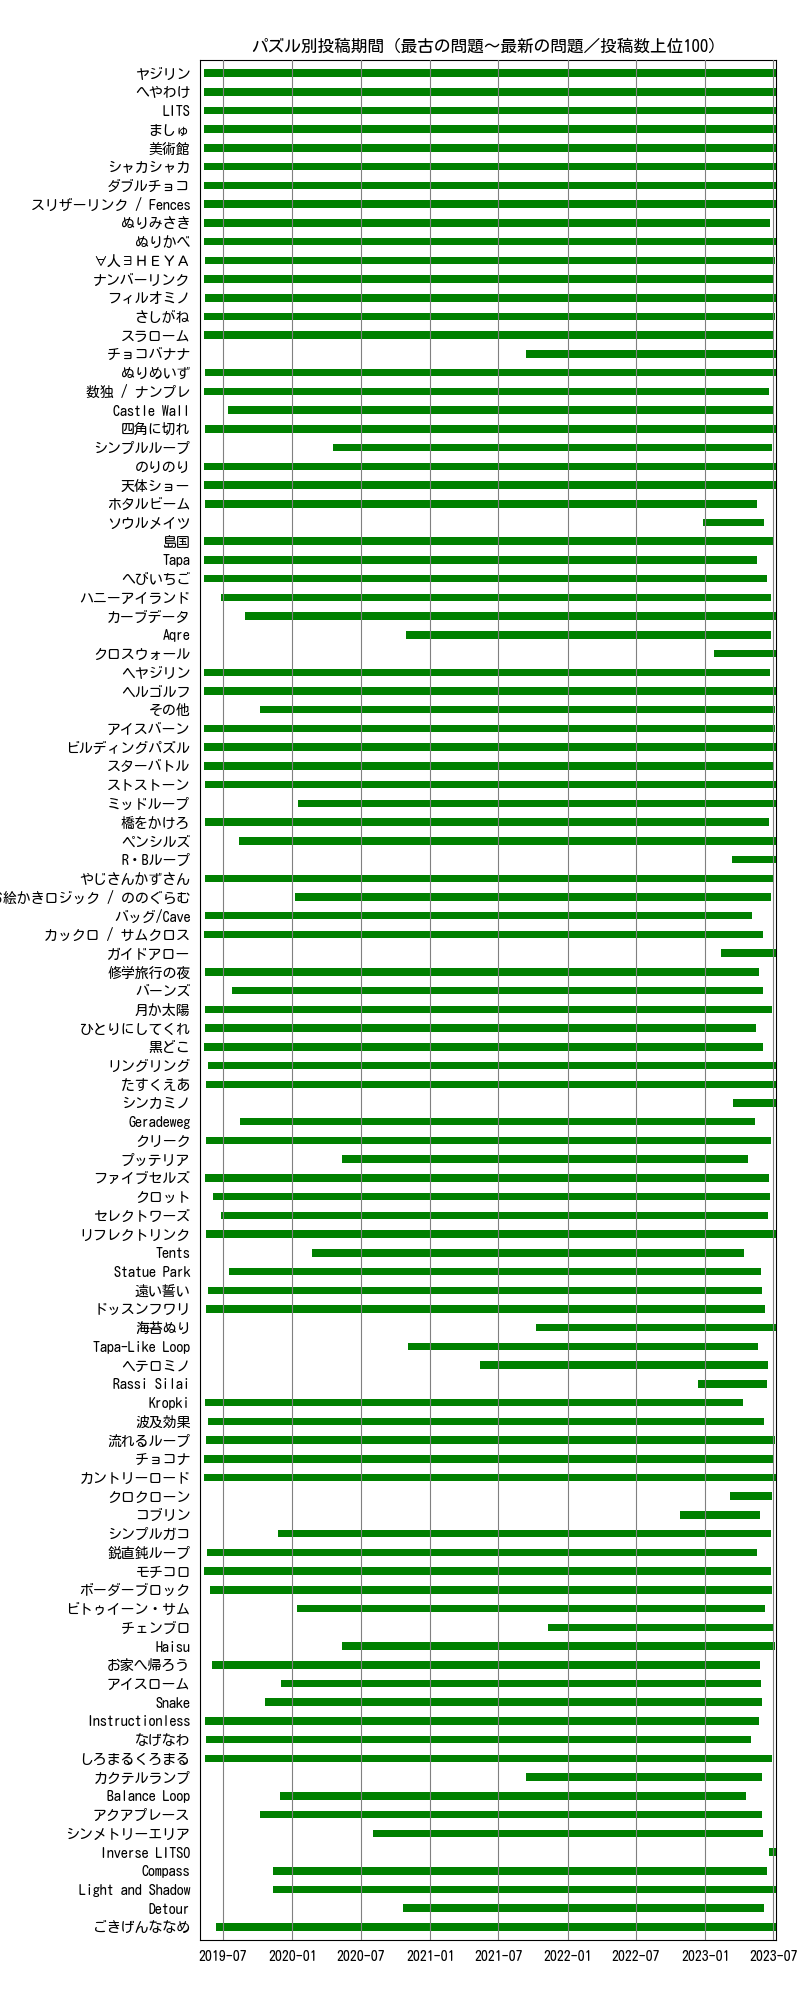 パズル別投稿期間（最古の問題～最新の問題／投稿数上位100）
ヤジリン
へやわけ
LITS
ましゅ
美術館
シャカシャカ
ダブルチョコ
スリザーリンク / Fences
ぬりみさき
ぬりかべ
∀人ヨＨＥＹＡ
ナンバーリンク
フィルオミノ
さしがね
スラローム
チョコバナナ
ぬりめいず
数独 / ナンプレ
Castle Wall
四角に切れ
シンプルループ
のりのり
天体ショー
ホタルビーム
ソウルメイツ
島国
Tapa
へびいちご
ハニーアイランド
カーブデータ
Aqre
クロスウォール
ヘヤジリン
ヘルゴルフ
その他
アイスバーン
ビルディングパズル
スターバトル
ストストーン
ミッドループ
橋をかけろ
ペンシルズ
R・Bループ
やじさんかずさん
絵かきロジック / ののぐらむ
バッグ/Cave
カックロ / サムクロス
ガイドアロー
修学旅行の夜
バーンズ
月か太陽
ひとりにしてくれ
黒どこ
リングリング
たすくえあ
シンカミノ
Geradeweg
クリーク
プッテリア
ファイブセルズ
クロット
セレクトワーズ
リフレクトリンク
Tents
Statue Park
遠い誓い
ドッスンフワリ
海苔ぬり
Tapa-Like Loop
ヘテロミノ
Rassi Silai
Kropki
波及効果
流れるループ
チョコナ
カントリーロード
クロクローン
コブリン
シンプルガコ
鋭直鈍ループ
モチコロ
ボーダーブロック
ビトゥイーン・サム
チェンブロ
Haisu
お家へ帰ろう
アイスローム
Snake
Instructionless
なげなわ
しろまるくろまる
カクテルランプ
Balance Loop
アクアプレース
シンメトリーエリア
Inverse LITSO
Compass
Light and Shadow
Detour
ごきげんななめ
2019-07 2020-01 2020-07 2021-01 2021-07 2022-01 2022-07 2023-01 2023-07